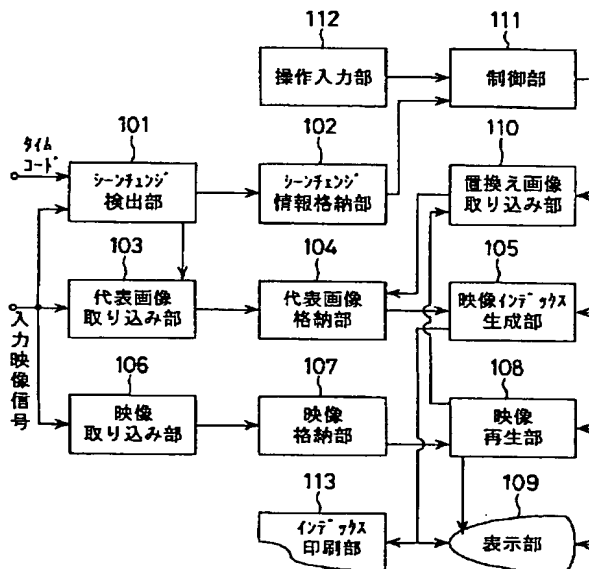 112
操作入力部
111
制御部
タイム
コード
101
シーンチェンジ
検出部
102
シーンチェンジ
情報格納部
110
置換え画像
取り込み部
103
代表画像
取り込み部
104
代表画像
格納部
105
映像インデックス
生成部
入力映像信号
106
映像
取り込み部
107
映像
格納部
108
映像
再生部
113
インデックス
印刷部
109
表示部